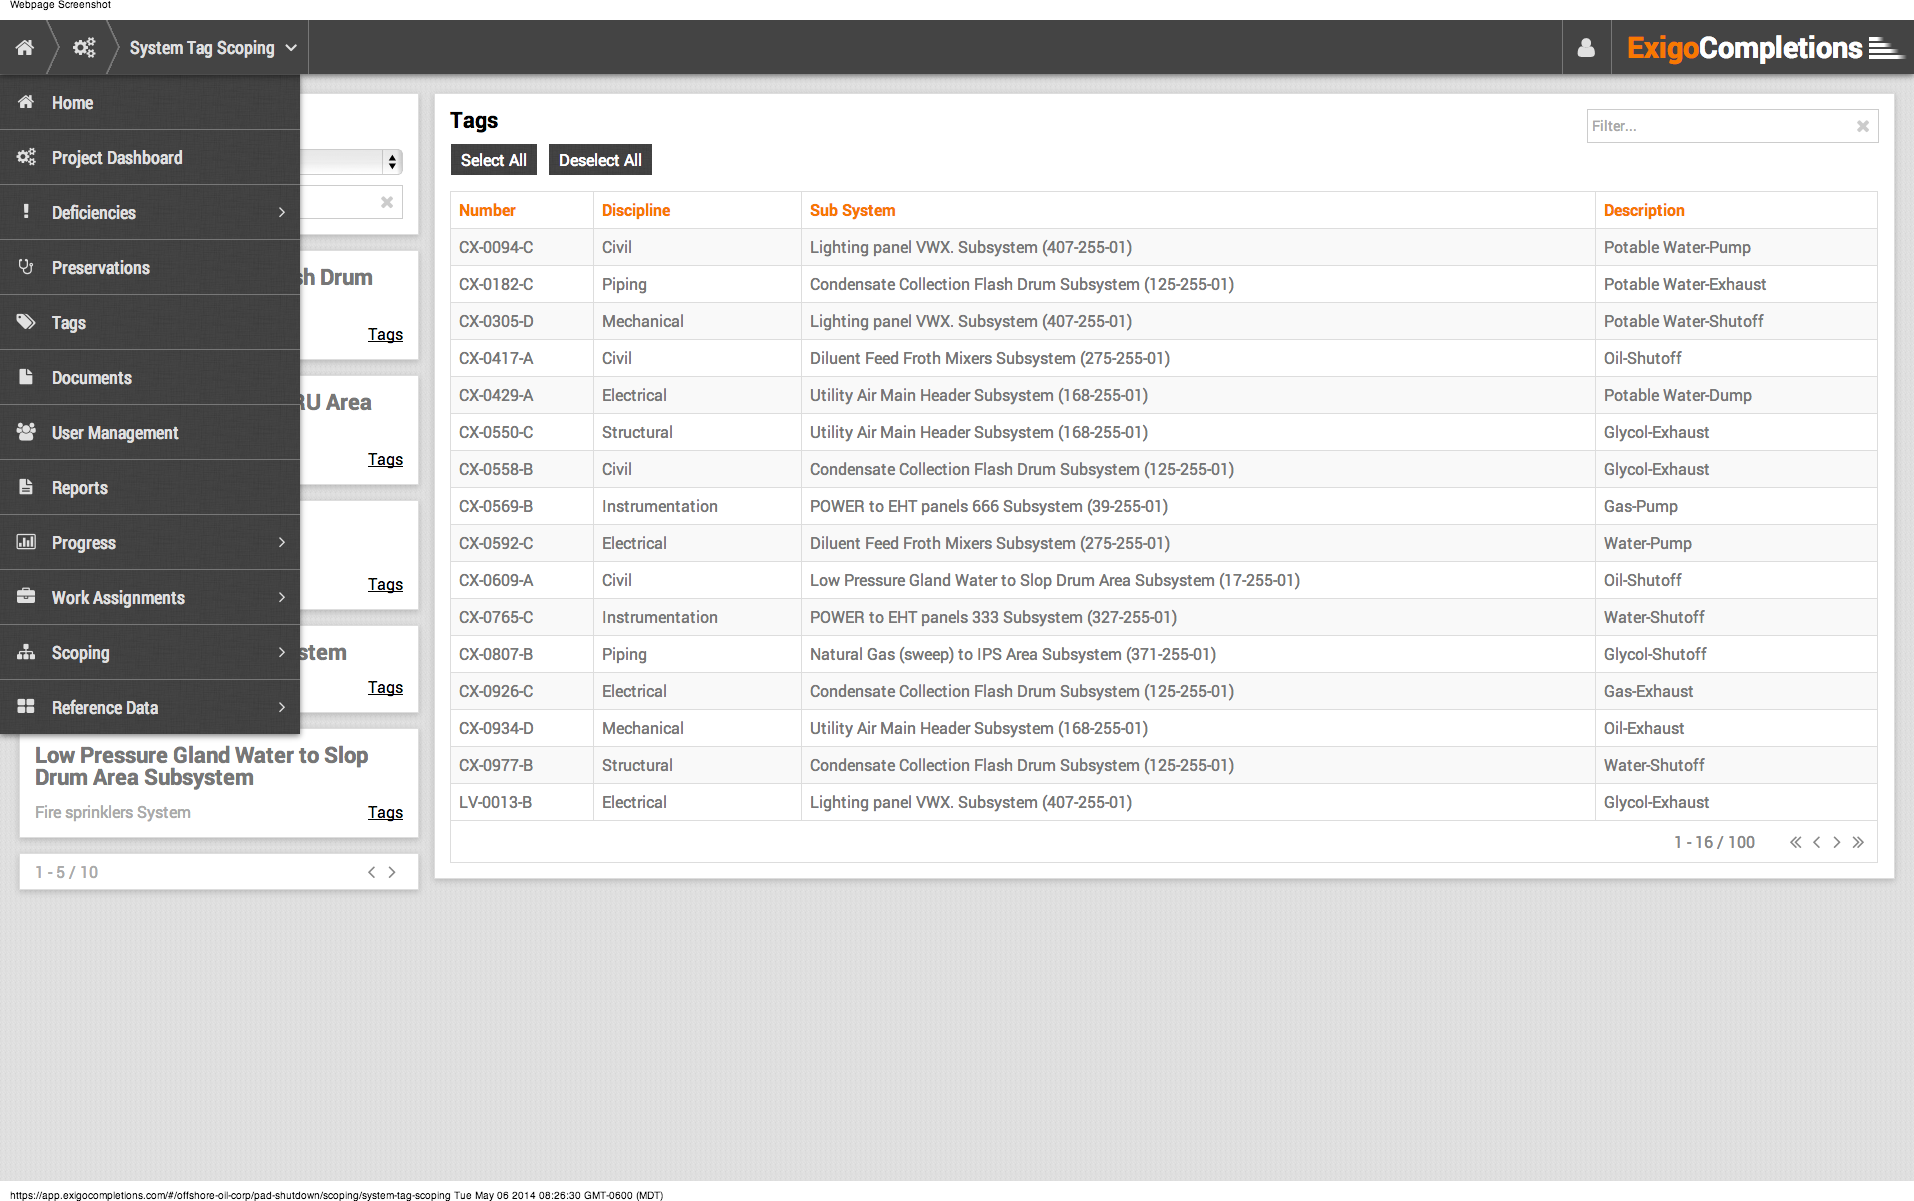 Webpage Screenshot
System Tag Scoping
ExigoCompletions
Home
Project Dashboard
Deficiencies
Preservations
Tags
Documents
User Management
Reports
Progress
Work Assignments
Scoping
Reference Data
Drum
Tags
Area
Tags
Tags
Tags
Low Pressure Gland Water to Slop
Drum Area Subsystem
Fire sprinklers System Tags
1 - 5 / 10
Tags
Filter...
Select All Deselect All
Number Discipline Sub System Description
CX-0094-C Civil Lighting panel VWX. Subsystem (407-255-01) Potable Water-Pump
CX-0182-C Piping Condensate Collection Flash Drum Subsystem (125-255-01) Potable Water-Exhaust
CX-0305-D Mechanical Lighting panel VWX. Subsystem (407-255-01) Potable Water-Shutoff
CX-0417-A Civil Diluent Feed Froth Mixers Subsystem (275-255-01) Oil-Shutoff
CX-0429-A Electrical Utility Air Main Header Subsystem (168-255-01) Potable Water-Dump
CX-0550-C Structural Utility Air Main Header Subsystem (168-255-01) Glycol-Exhaust
CX-0558-B Civil Condensate Collection Flash Drum Subsystem (125-255-01) Glycol-Exhaust
CX-0569-B Instrumentation POWER to EHT panels 666 Subsystem (39-255-01) Gas-Pump
CX-0592-C Electrical Diluent Feed Froth Mixers Subsystem (275-255-01) Water-Pump
CX-0609-A Civil Low Pressure Gland Water to Slop Drum Area Subsystem (17-255-01) Oil-Shutoff
CX-0765-C Instrumentation POWER to EHT panels 333 Subsystem (327-255-01) Water-Shutoff
CX-0807-B Piping Natural Gas (sweep) to IPS Area Subsystem (371-255-01) Glycol-Shutoff
CX-0926-C Electrical Condensate Collection Flash Drum Subsystem (125-255-01) Gas-Exhaust
CX-0934-D Mechanical Utility Air Main Header Subsystem (168-255-01) Oil-Exhaust
CX-0977-B Structural Condensate Collection Flash Drum Subsystem (125-255-01) Water-Shutoff
LV-0013-B Electrical Lighting panel VWX. Subsystem (407-255-01) Glycol-Exhaust
1 - 16 / 100
https://app.exigocompletions.com/#/offshore-oil-corp/pad-shutdown/scoping/system-tag-scoping Tue May 06 2014 08:26:30 GMT-0600 (MDT)